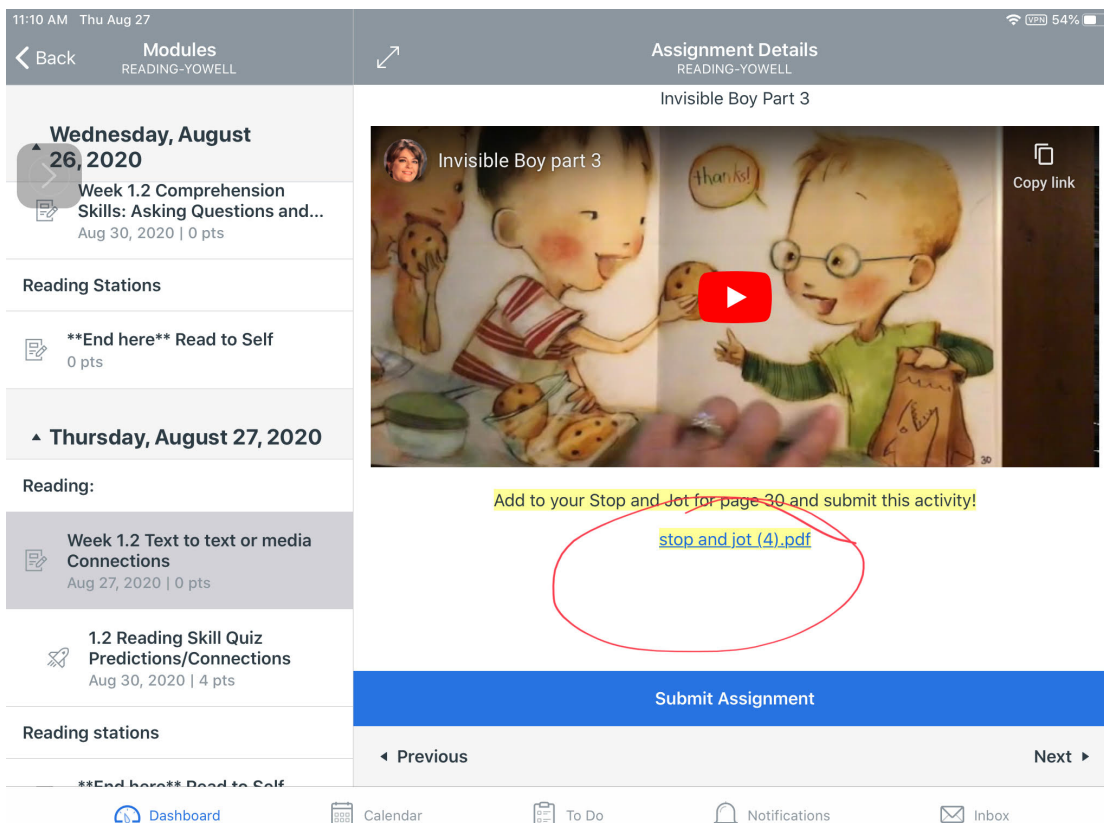 11:10 AM Thu Aug 27
VPN 54%
Back
Modules
READING-YOWELL
Wednesday, August
26, 2020
Week 1.2 Comprehension
Skills: Asking Questions and...
Aug 30, 2020 | 0 pts
Reading Stations
**End here** Read to Self
0 pts
Thursday, August 27, 2020
Reading:
Week 1.2 Text to text or media
Connections
Aug 27, 2020 | 0 pts
1.2 Reading Skill Quiz
Predictions/Connections
Aug 30, 2020 | 4 pts
Reading stations
**End here** Read to Self
Assignment Details
READING-YOWELL
Invisible Boy Part 3
Invisible Boy part 3
Copy link
thanks!
30
Add to your Stop and Jot for page 30 and submit this activity!
stop and jot (4).pdf
Submit Assignment
Previous
Next
Dashboard
Calendar
To Do
Notifications
Inbox